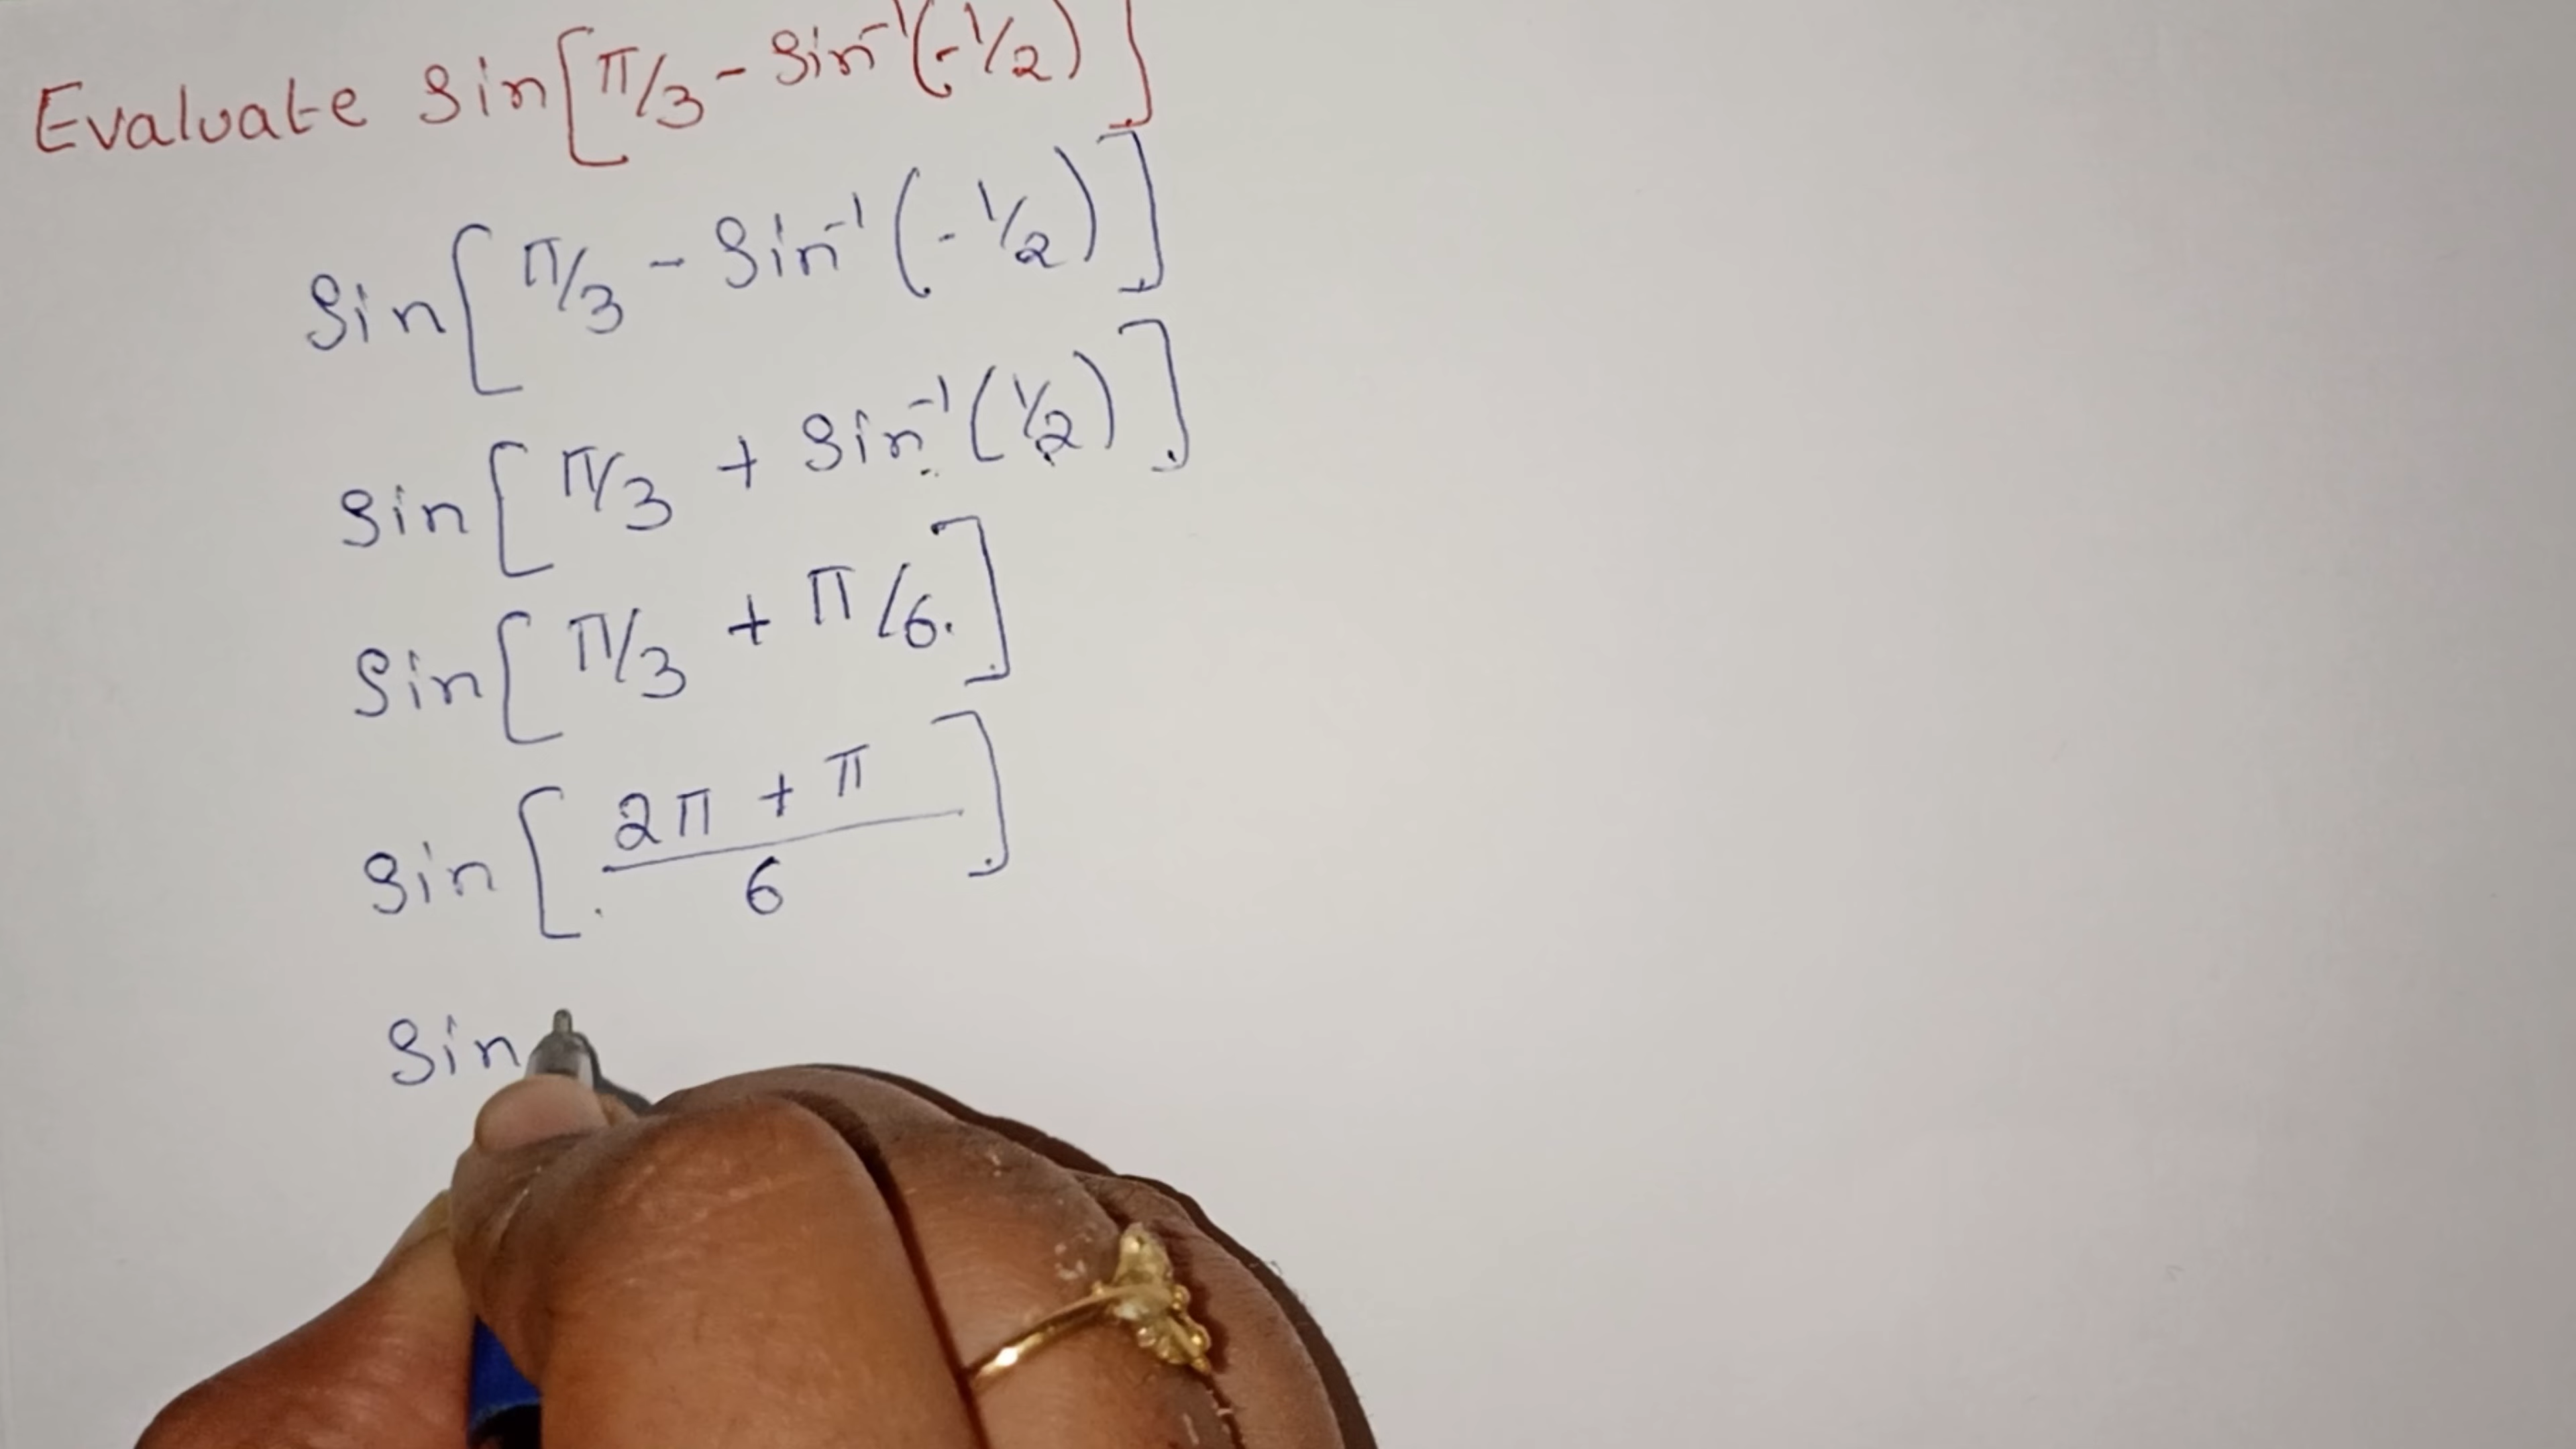 Evaluate Sin[π/3 - Sin⁻¹(-1/2)]
Sin[π/3 - Sin⁻¹(-1/2)]
Sin[π/3 + Sin⁻¹(1/2)]
Sin[π/3 + π/6]
Sin[2π + π / 6]
Sin